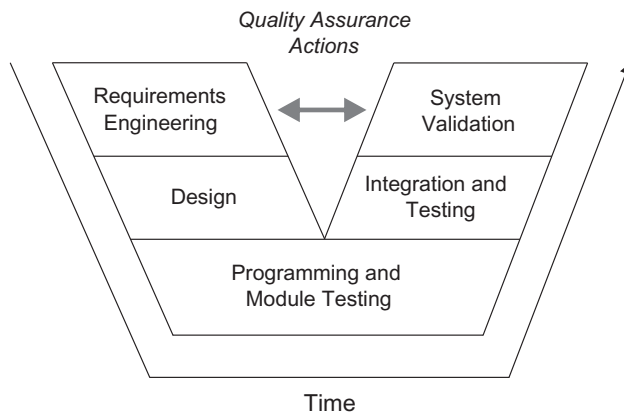 Quality Assurance
Actions
Requirements
Engineering
System
Validation
Design
Integration and
Testing
Programming and
Module Testing
Time